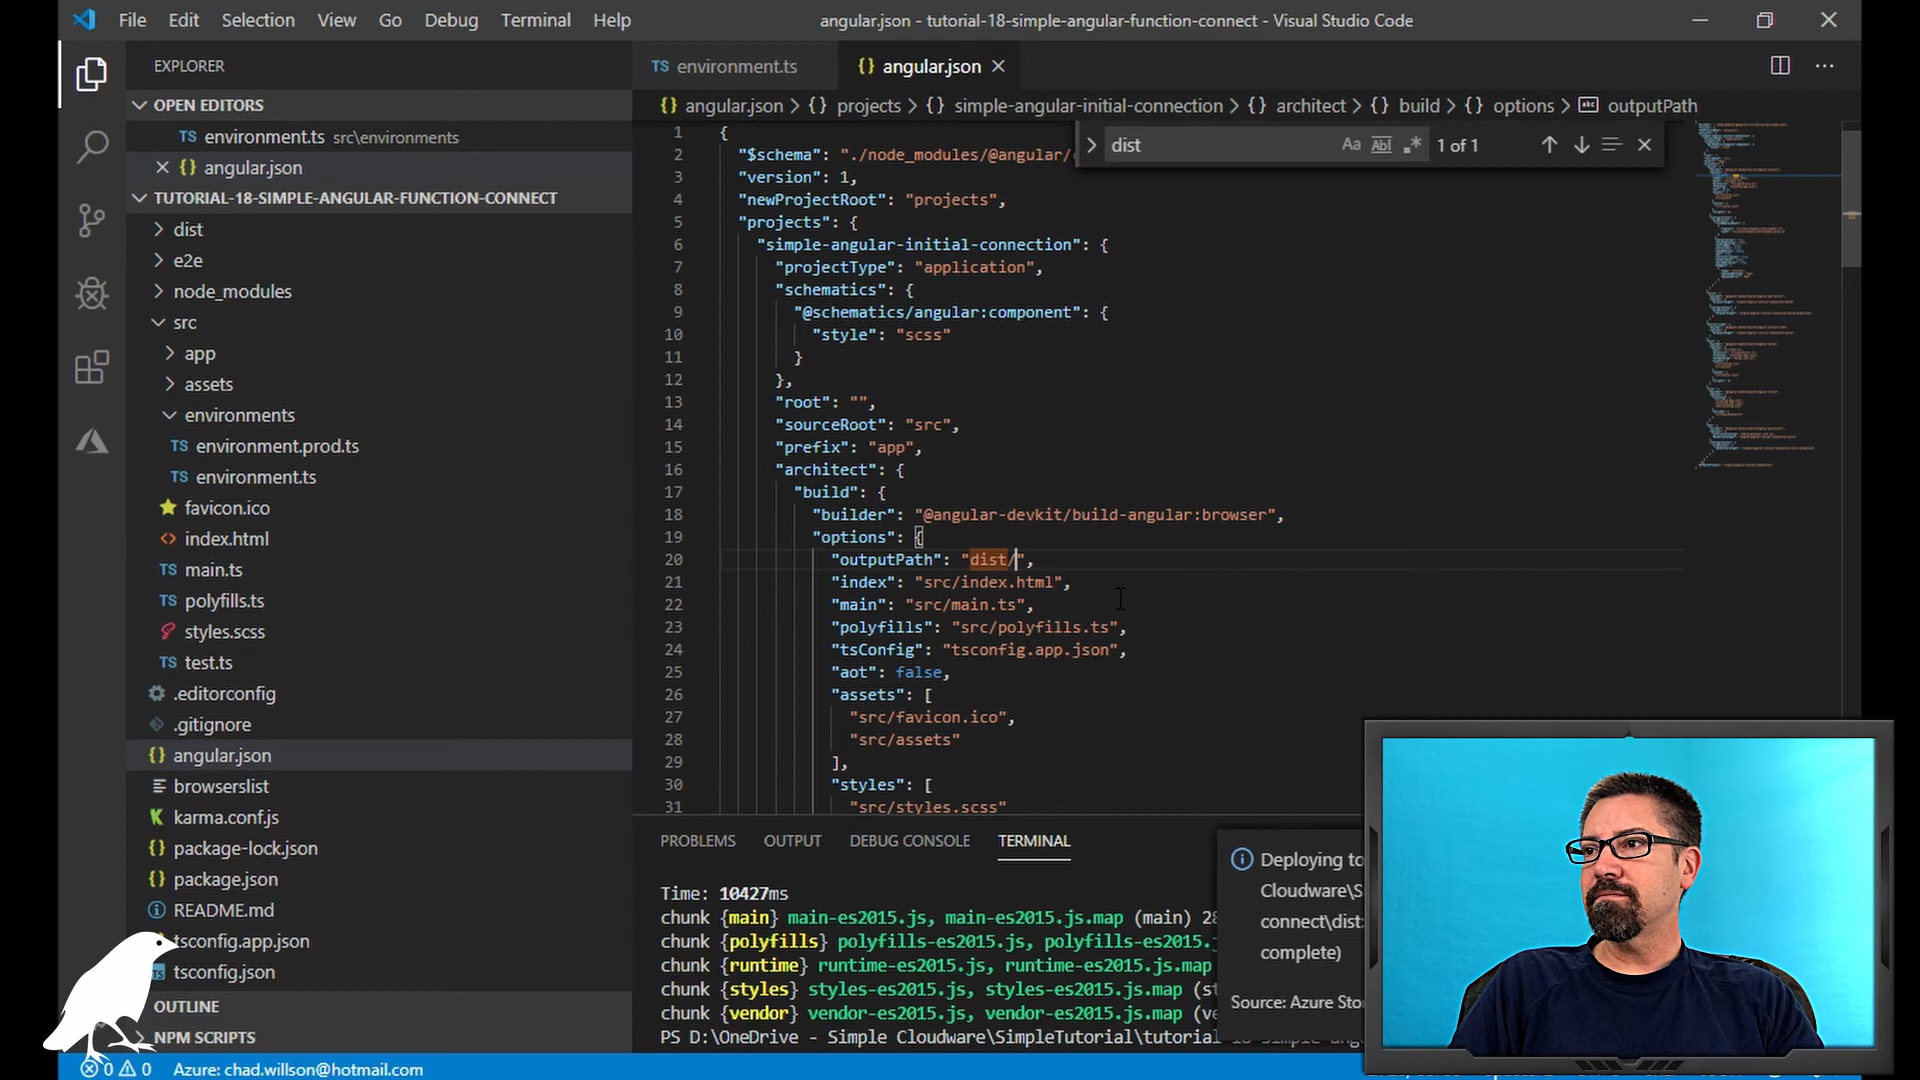 File Edit Selection View Go Debug Terminal Help
angular.json - tutorial-18-simple-angular-function-connect - Visual Studio Code
EXPLORER
OPEN EDITORS
TS environment.ts src\environments
{} angular.json
TUTORIAL-18-SIMPLE-ANGULAR-FUNCTION-CONNECT
dist
e2e
node_modules
src
app
assets
environments
TS environment.prod.ts
TS environment.ts
favicon.ico
<> index.html
TS main.ts
TS polyfills.ts
styles.scss
TS test.ts
.editorconfig
.gitignore
{} angular.json
browserslist
K karma.conf.js
{} package-lock.json
{} package.json
README.md
tsconfig.app.json
TS tsconfig.json
OUTLINE
NPM SCRIPTS
TS environment.ts
{} angular.json
{} angular.json > {} projects > {} simple-angular-initial-connection > {} architect > {} build > {} options > abc outputPath
dist Aa Abl .* 1 of 1
1 {
2 "$schema": "./node_modules/@angular/
3 "version": 1,
4 "newProjectRoot": "projects",
5 "projects": {
6 "simple-angular-initial-connection": {
7 "projectType": "application",
8 "schematics": {
9 "@schematics/angular:component": {
10 "style": "scss"
11 }
12 },
13 "root": "",
14 "sourceRoot": "src",
15 "prefix": "app",
16 "architect": {
17 "build": {
18 "builder": "@angular-devkit/build-angular:browser",
19 "options": {
20 "outputPath": "dist/",
21 "index": "src/index.html",
22 "main": "src/main.ts",
23 "polyfills": "src/polyfills.ts",
24 "tsConfig": "tsconfig.app.json",
25 "aot": false,
26 "assets": [
27 "src/favicon.ico",
28 "src/assets"
29 ],
30 "styles": [
31 "src/styles.scss"
PROBLEMS OUTPUT DEBUG CONSOLE TERMINAL
Time: 10427ms
chunk {main} main-es2015.js, main-es2015.js.map (main) 28
chunk {polyfills} polyfills-es2015.js, polyfills-es2015.j
chunk {runtime} runtime-es2015.js, runtime-es2015.js.map
chunk {styles} styles-es2015.js, styles-es2015.js.map (st
chunk {vendor} vendor-es2015.js, vendor-es2015.js.map (ve
PS D:\OneDrive - Simple Cloudware\SimpleTutorial\tutorial-18-simple-ang
Deploying to
Cloudware\S
connect\dist:
complete)
Source: Azure Sto
0 0 Azure: chad.willson@hotmail.com